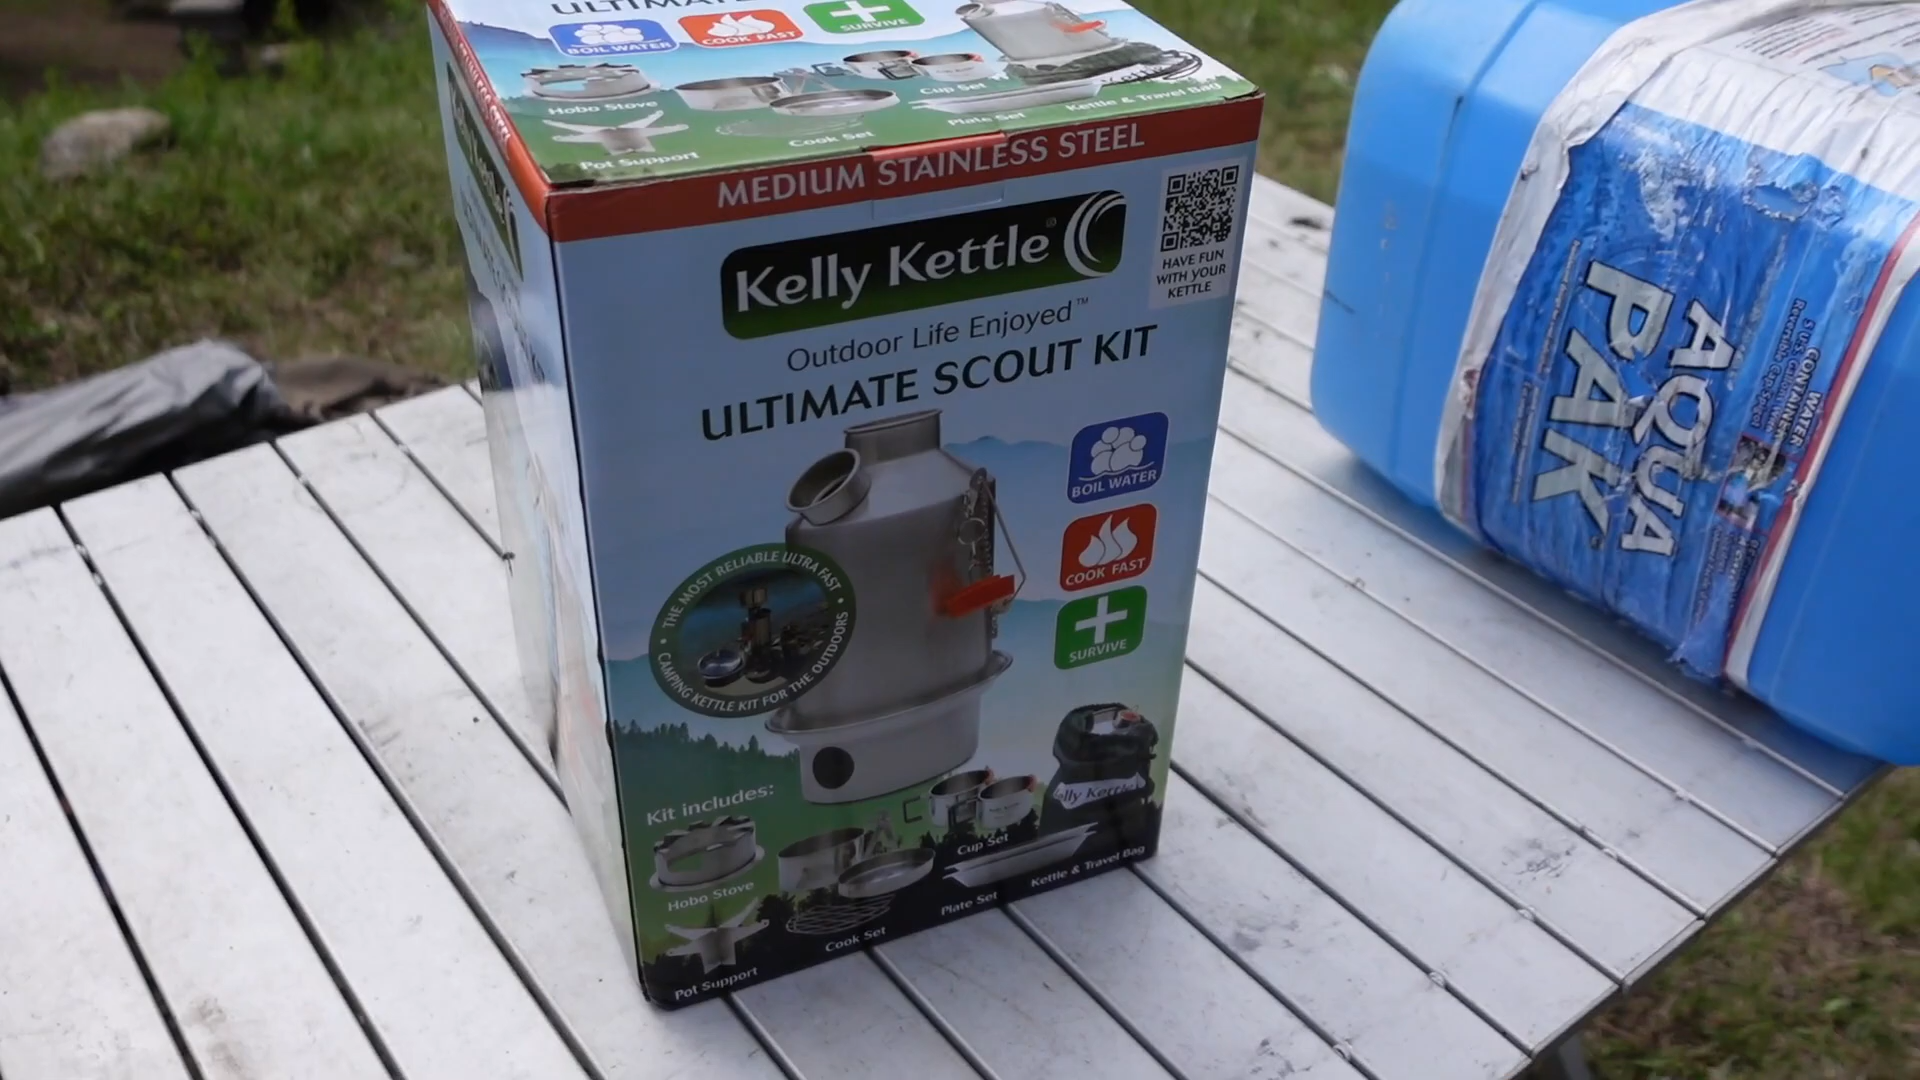 ULTIMATE
BOIL WATER
COOK FAST
SURVIVE
Hobo Stove
Pot Support
Cook Set
Cup Set
Plate Set
Kettle & Travel Bag
MEDIUM STAINLESS STEEL
Kelly Kettle®
Outdoor Life Enjoyed™
ULTIMATE SCOUT KIT
HAVE FUN
WITH YOUR
KETTLE
BOIL WATER
COOK FAST
SURVIVE
• THE MOST RELIABLE ULTRA FAST •
CAMPING KETTLE KIT FOR THE OUTDOORS
Kit includes:
Hobo Stove
Pot Support
Cook Set
Cup Set
Plate Set
Kettle & Travel Bag
elly Kettle
AQUA
PAK
WATER
CONTAINER